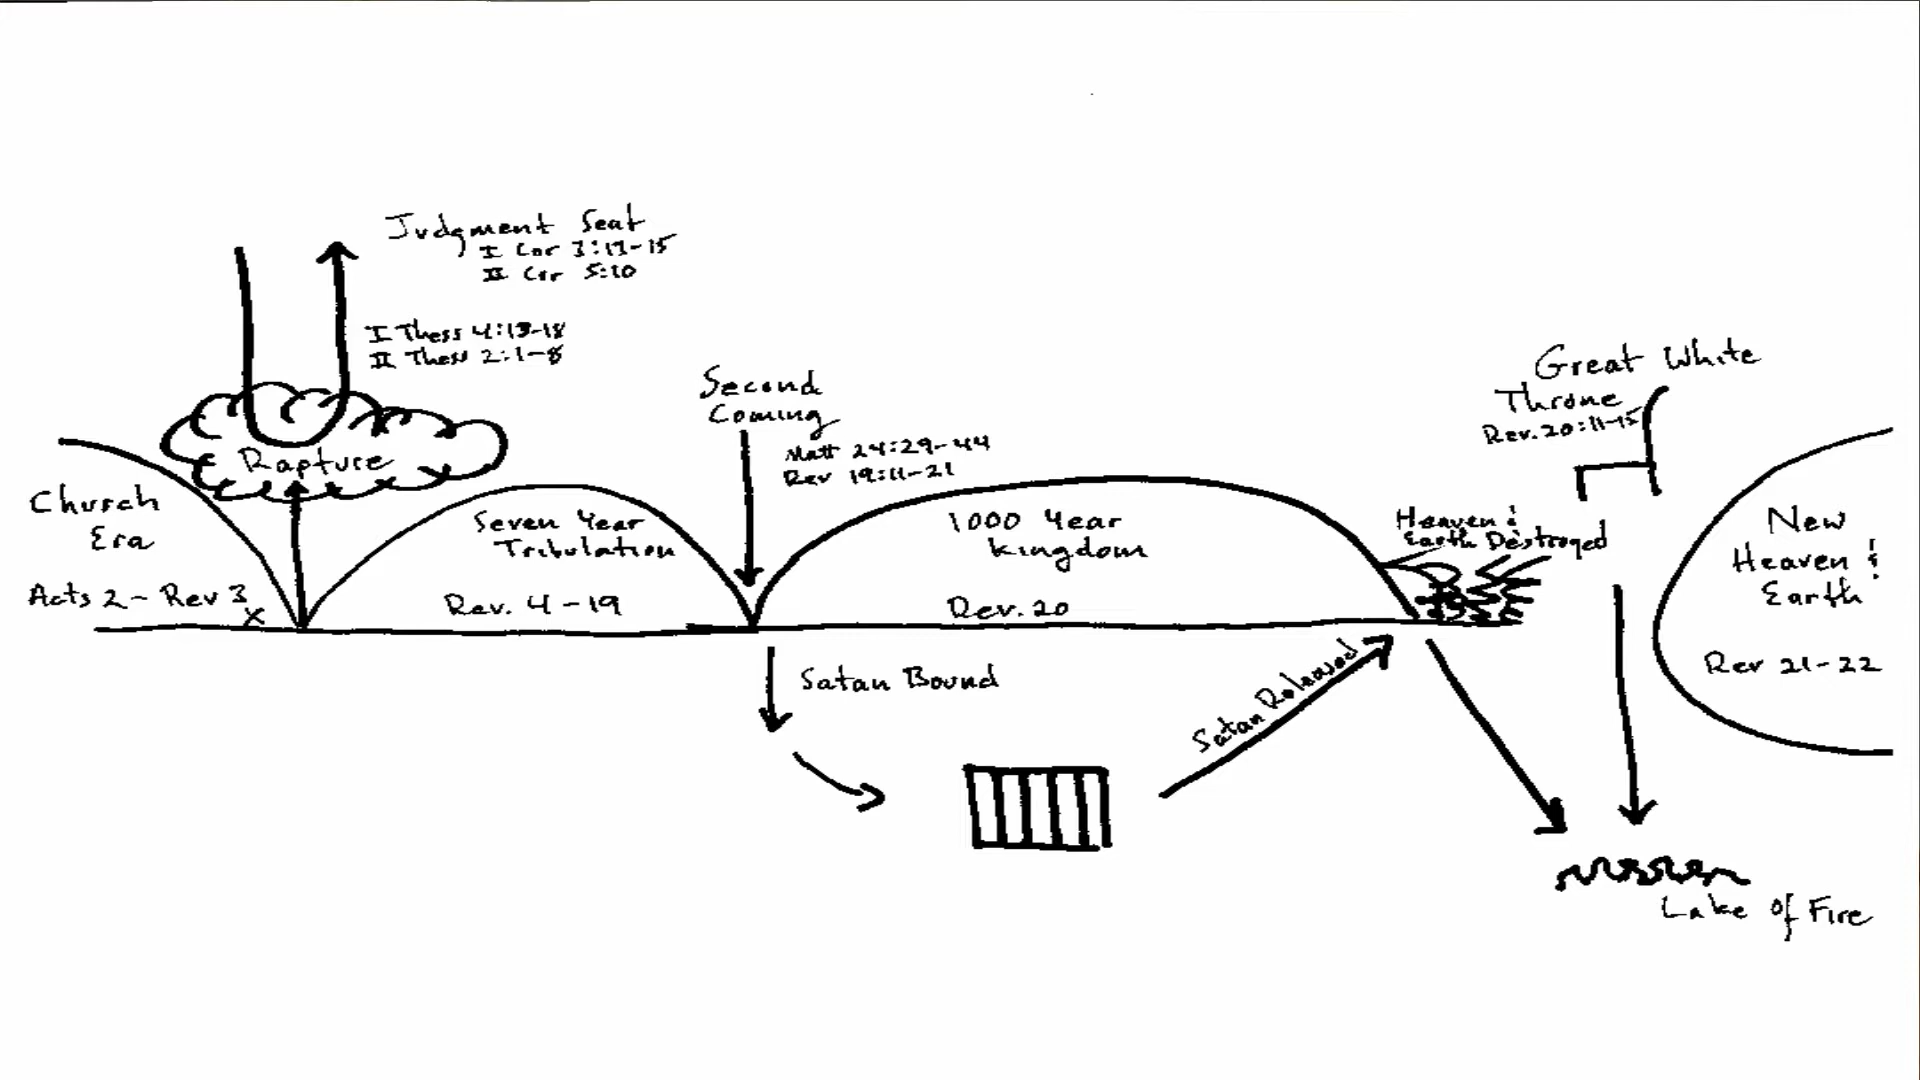 Judgment Seat
I Cor 3:13-15
II Cor 5:10
I Thess 4:13-18
II Thess 2:1-8
Rapture
Church
Era
Acts 2 - Rev 3
x
Seven Year
Tribulation
Rev. 4-19
Second
Coming
Matt 24:29-44
Rev 19:11-21
1000 Year
Kingdom
Rev. 20
Satan Bound
Satan Released
Heaven &
Earth Destroyed
Great White
Throne
Rev. 20:11-15
New
Heaven &
Earth
Rev 21-22
Lake of Fire